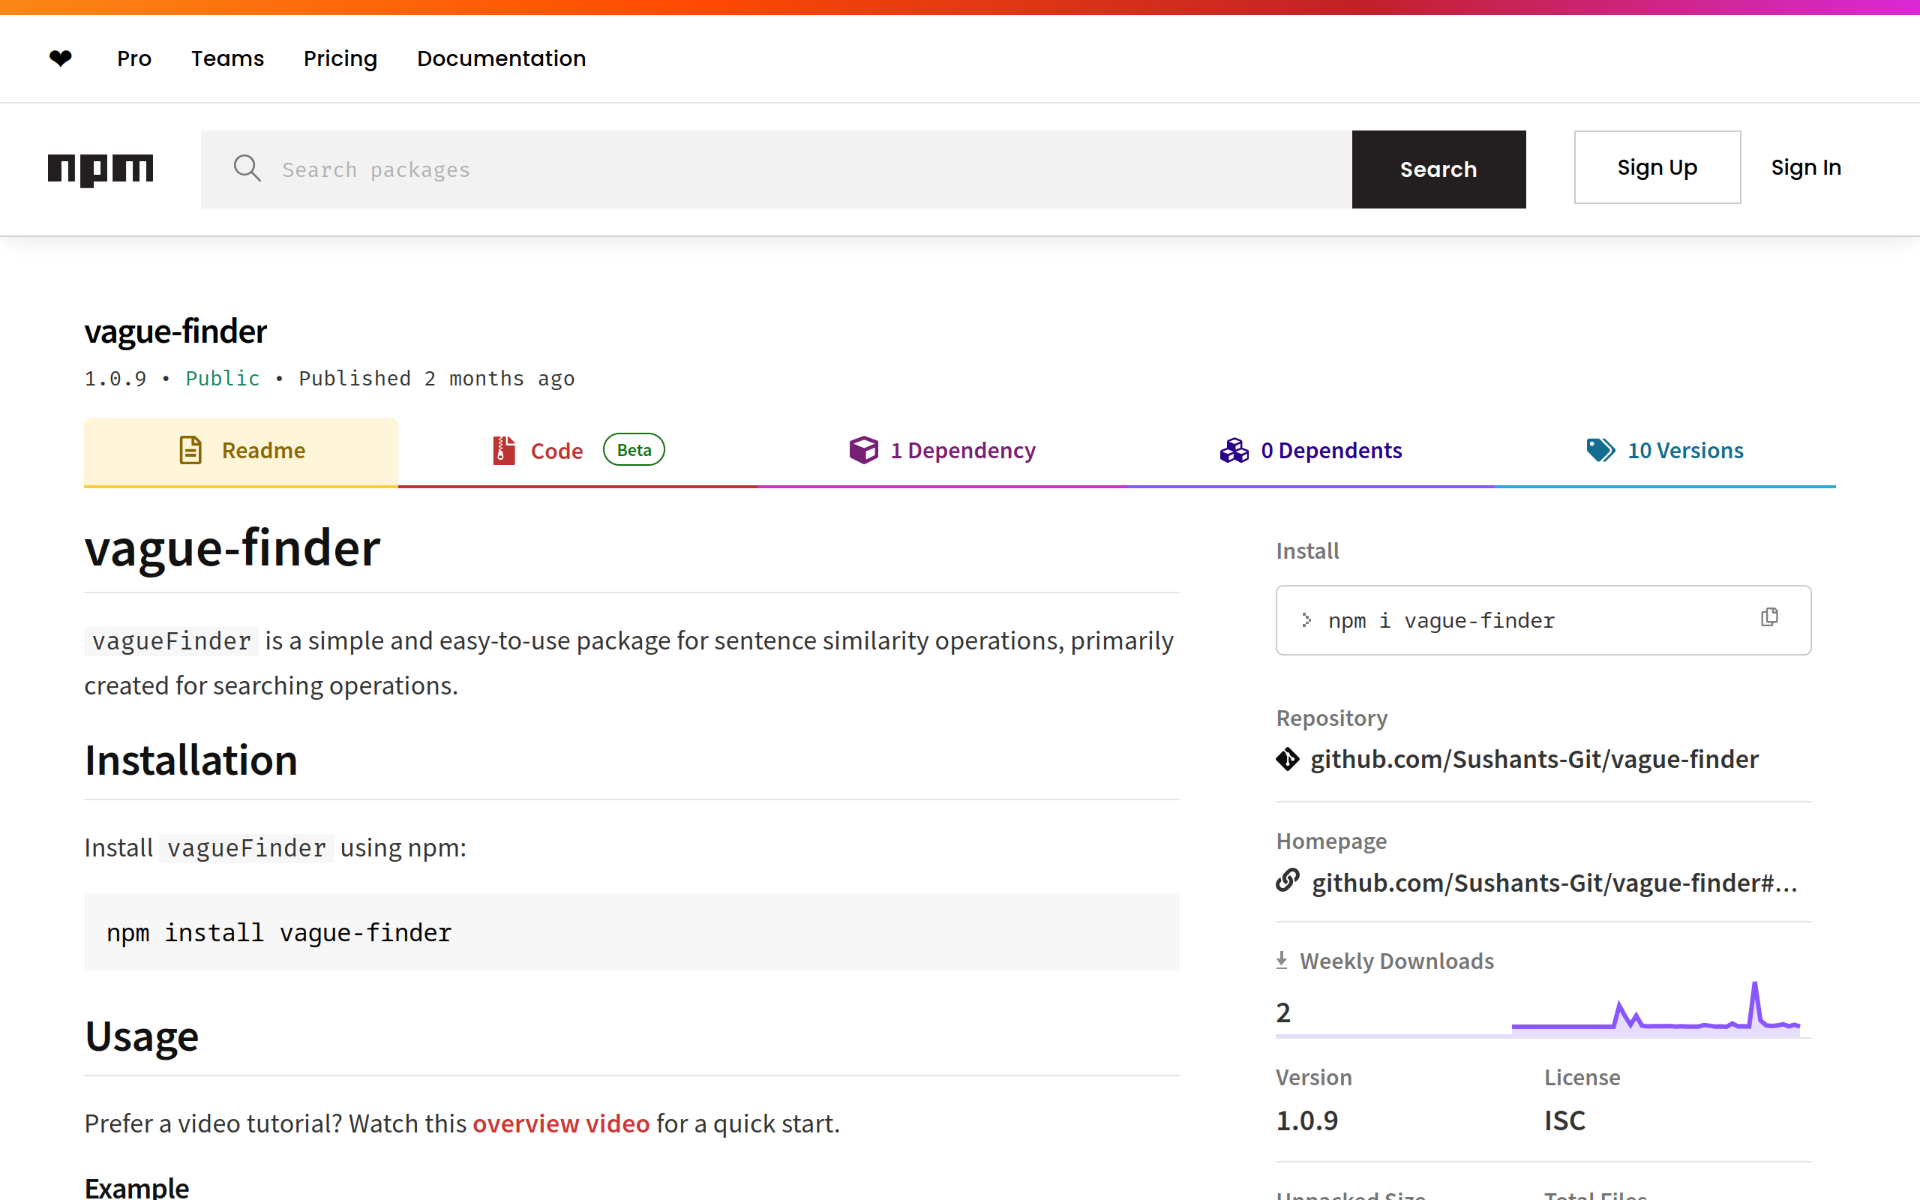 ❤ Pro Teams Pricing Documentation
npm Search packages Search Sign Up Sign In
vague-finder
1.0.9 • Public • Published 2 months ago
Readme Code Beta 1 Dependency 0 Dependents 10 Versions
vague-finder
vagueFinder is a simple and easy-to-use package for sentence similarity operations, primarily
created for searching operations.
Installation
Install vagueFinder using npm:
npm install vague-finder
Usage
Prefer a video tutorial? Watch this overview video for a quick start.
Example
Install
npm i vague-finder
Repository
github.com/Sushants-Git/vague-finder
Homepage
github.com/Sushants-Git/vague-finder#...
Weekly Downloads
2
Version License
1.0.9 ISC
Unpacked Size Total Files